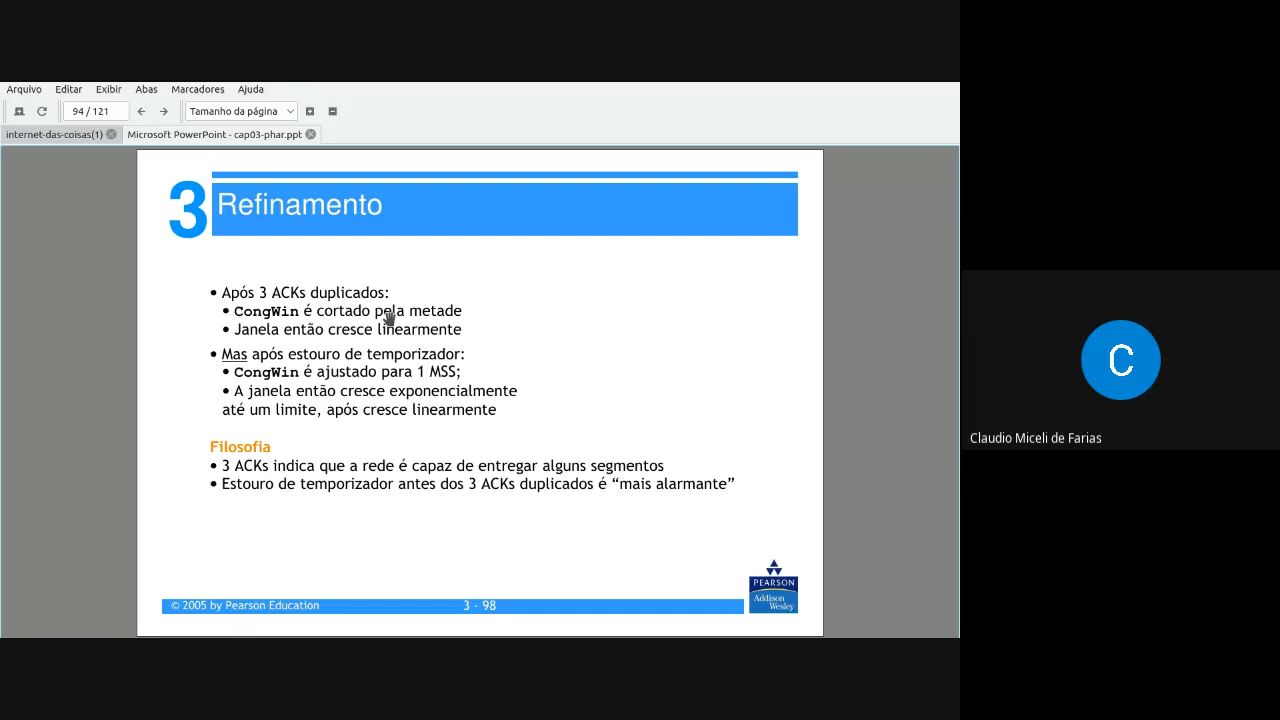 Arquivo Editar Exibir Abas Marcadores Ajuda
94 / 121 Tamanho da página
internet-das-coisas(1) Microsoft PowerPoint - cap03-phar.ppt
3 Refinamento
• Após 3 ACKs duplicados:
• CongWin é cortado pela metade
• Janela então cresce linearmente
• Mas após estouro de temporizador:
• CongWin é ajustado para 1 MSS;
• A janela então cresce exponencialmente
até um limite, após cresce linearmente
Filosofia
• 3 ACKs indica que a rede é capaz de entregar alguns segmentos
• Estouro de temporizador antes dos 3 ACKs duplicados é “mais alarmante”
PEARSON
Addison
Wesley
© 2005 by Pearson Education 3 - 98
C
Claudio Miceli de Farias